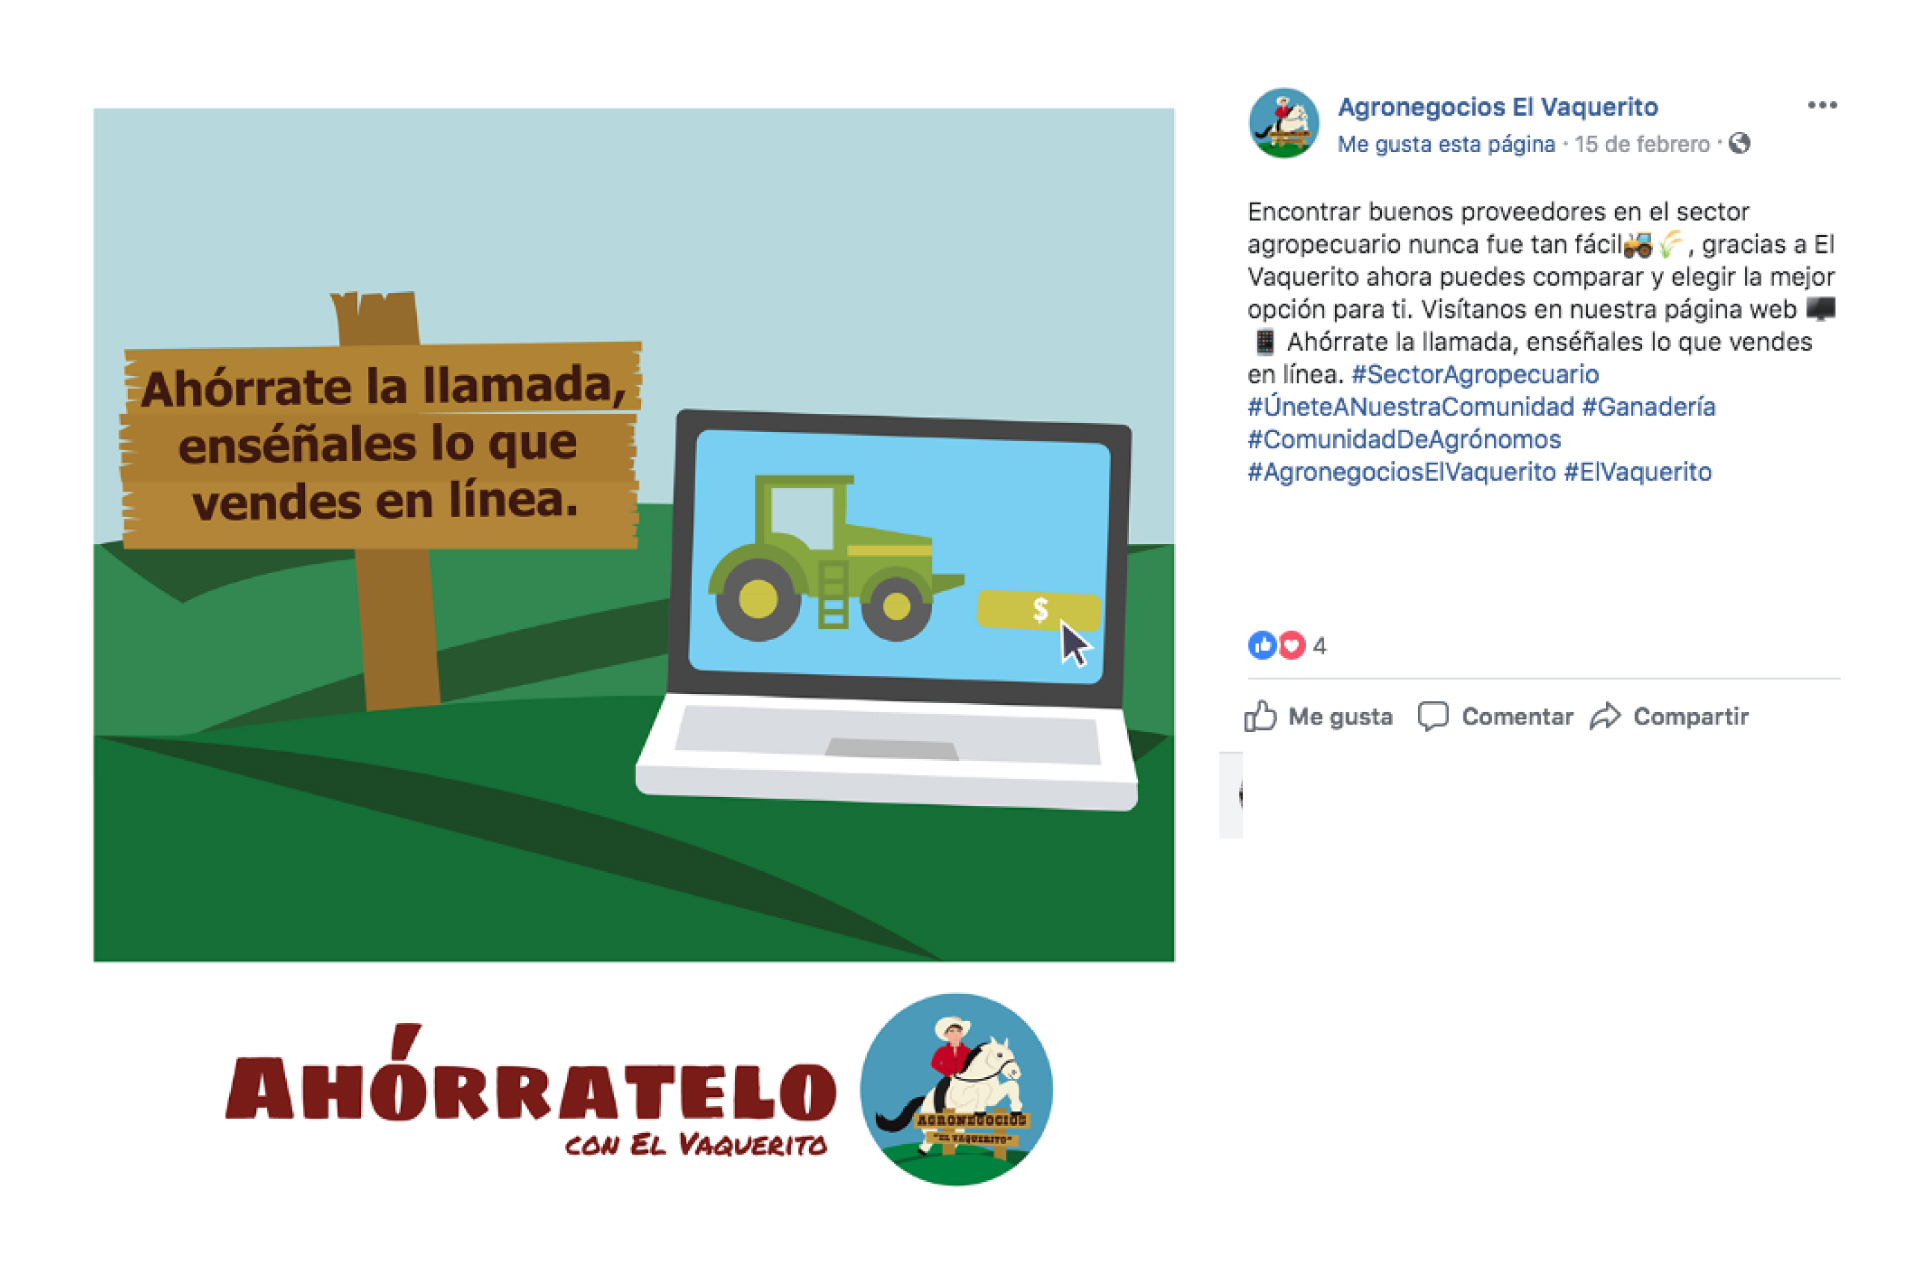 Ahórrate la llamada,
enséñales lo que
vendes en línea.
$
AHÓRRATELO
CON EL VAQUERITO
AGRONEGOCIOS
"EL VAQUERITO"
Agronegocios El Vaquerito
Me gusta esta página · 15 de febrero ·
Encontrar buenos proveedores en el sector
agropecuario nunca fue tan fácil🚜🌾, gracias a El
Vaquerito ahora puedes comparar y elegir la mejor
opción para ti. Visítanos en nuestra página web 🖥
📱 Ahórrate la llamada, enséñales lo que vendes
en línea. #SectorAgropecuario
#ÚneteANuestraComunidad #Ganadería
#ComunidadDeAgrónomos
#AgronegociosElVaquerito #ElVaquerito
4
Me gusta Comentar Compartir